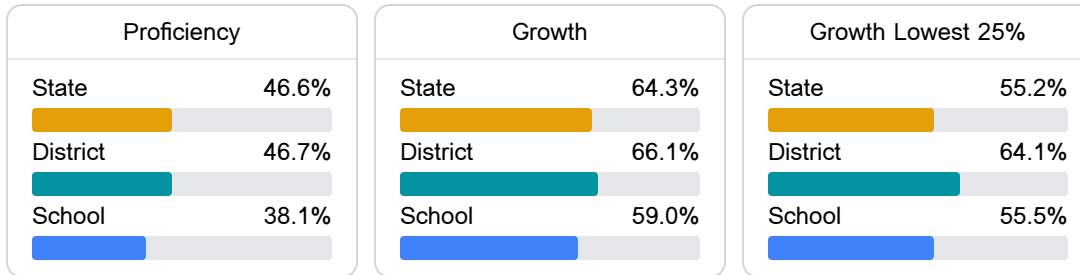 Proficiency
State 46.6%
District 46.7%
School 38.1%
Growth
State 64.3%
District 66.1%
School 59.0%
Growth Lowest 25%
State 55.2%
District 64.1%
School 55.5%